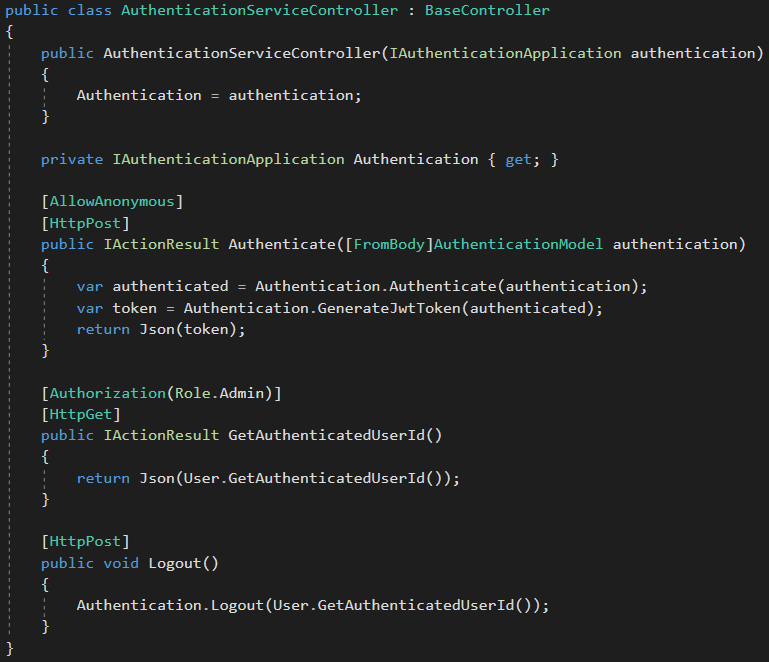 public class AuthenticationServiceController : BaseController
{
    public AuthenticationServiceController(IAuthenticationApplication authentication)
    {
        Authentication = authentication;
    }

    private IAuthenticationApplication Authentication { get; }

    [AllowAnonymous]
    [HttpPost]
    public IActionResult Authenticate([FromBody]AuthenticationModel authentication)
    {
        var authenticated = Authentication.Authenticate(authentication);
        var token = Authentication.GenerateJwtToken(authenticated);
        return Json(token);
    }

    [Authorization(Role.Admin)]
    [HttpGet]
    public IActionResult GetAuthenticatedUserId()
    {
        return Json(User.GetAuthenticatedUserId());
    }

    [HttpPost]
    public void Logout()
    {
        Authentication.Logout(User.GetAuthenticatedUserId());
    }
}